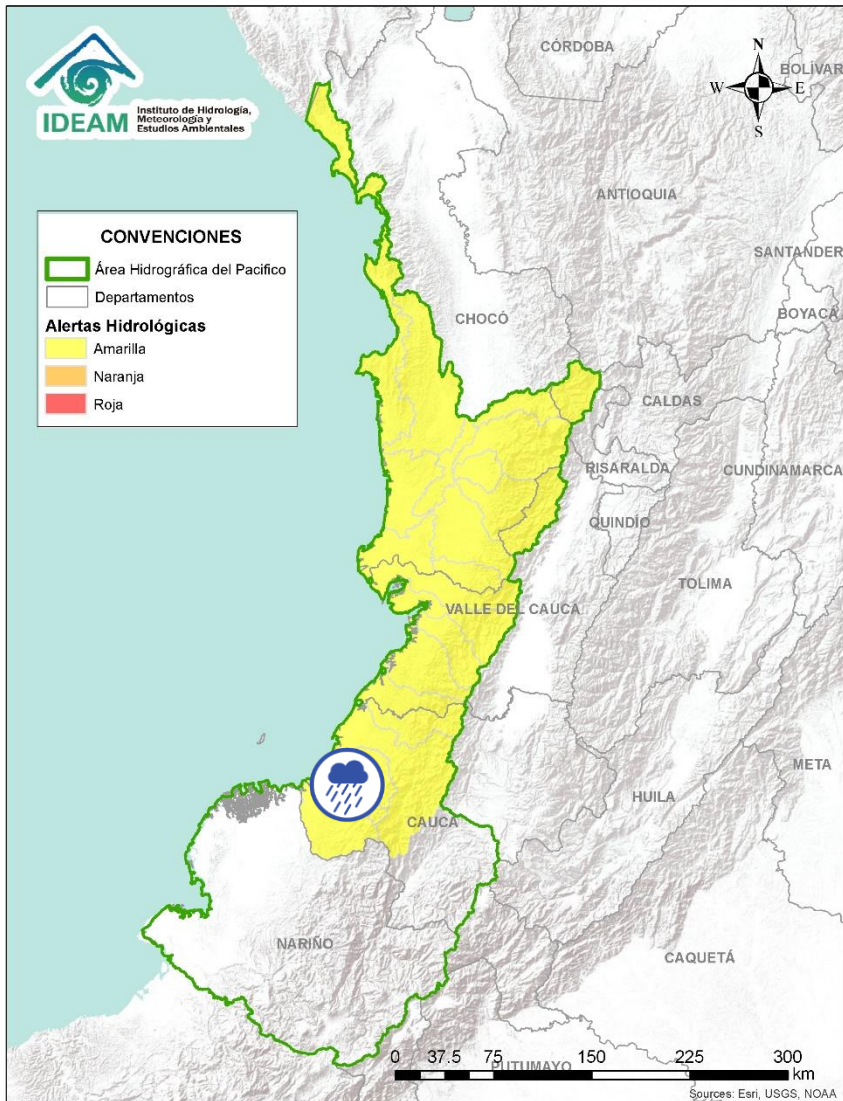 IDEAM
Instituto de Hidrología,
Meteorología y
Estudios Ambientales
N
W
E
S
CÓRDOBA
BOLÍVAR
ANTIOQUIA
SANTANDER
BOYACÁ
CHOCÓ
CALDAS
RISARALDA
CUNDINAMARCA
QUINDÍO
TOLIMA
VALLE DEL CAUCA
META
HUILA
CAUCA
NARIÑO
CAQUETÁ
PUTUMAYO
CONVENCIONES
Área Hidrográfica del Pacifico
Departamentos
Alertas Hidrológicas
Amarilla
Naranja
Roja
0 37.5 75 150 225 300
km
Sources: Esri, USGS, NOAA